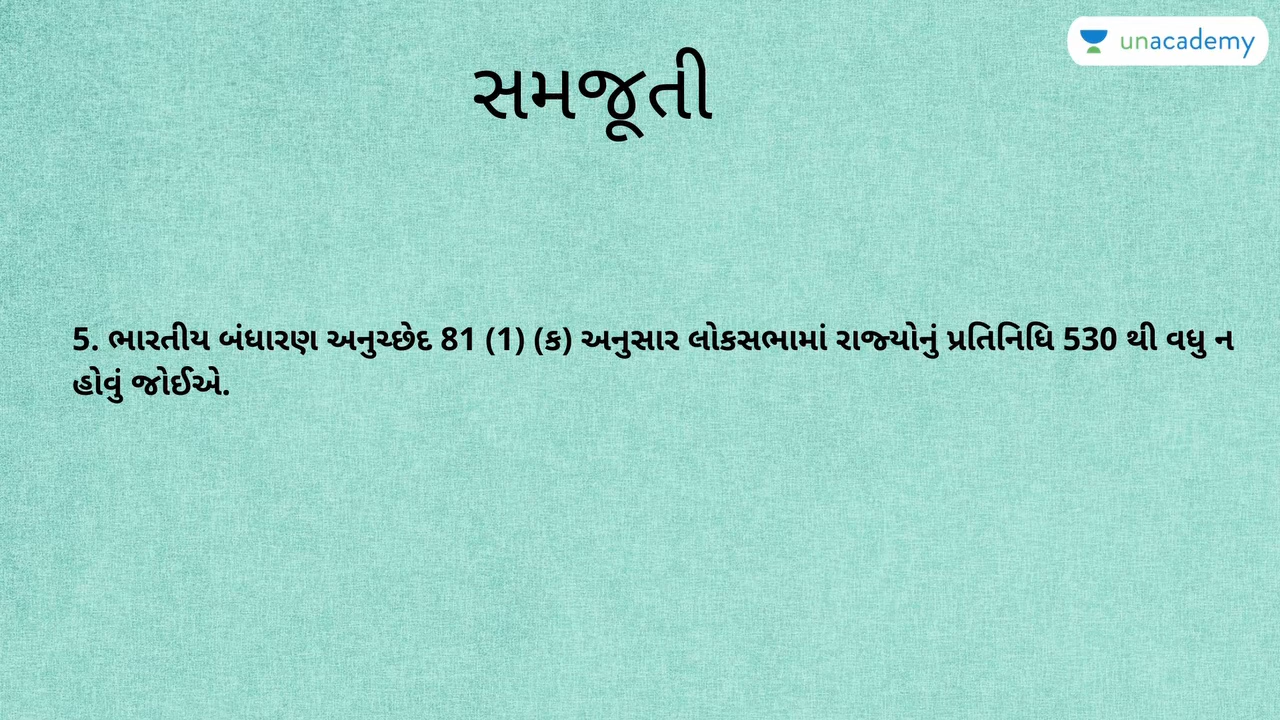 unacademy
સમજૂતી
5. ભારતીય બંધારણ અનુચ્છેદ 81 (1) (ક) અનુસાર લોકસભામાં રાજ્યોનું પ્રતિનિધિ 530 થી વધુ ન
હોવું જોઈએ.